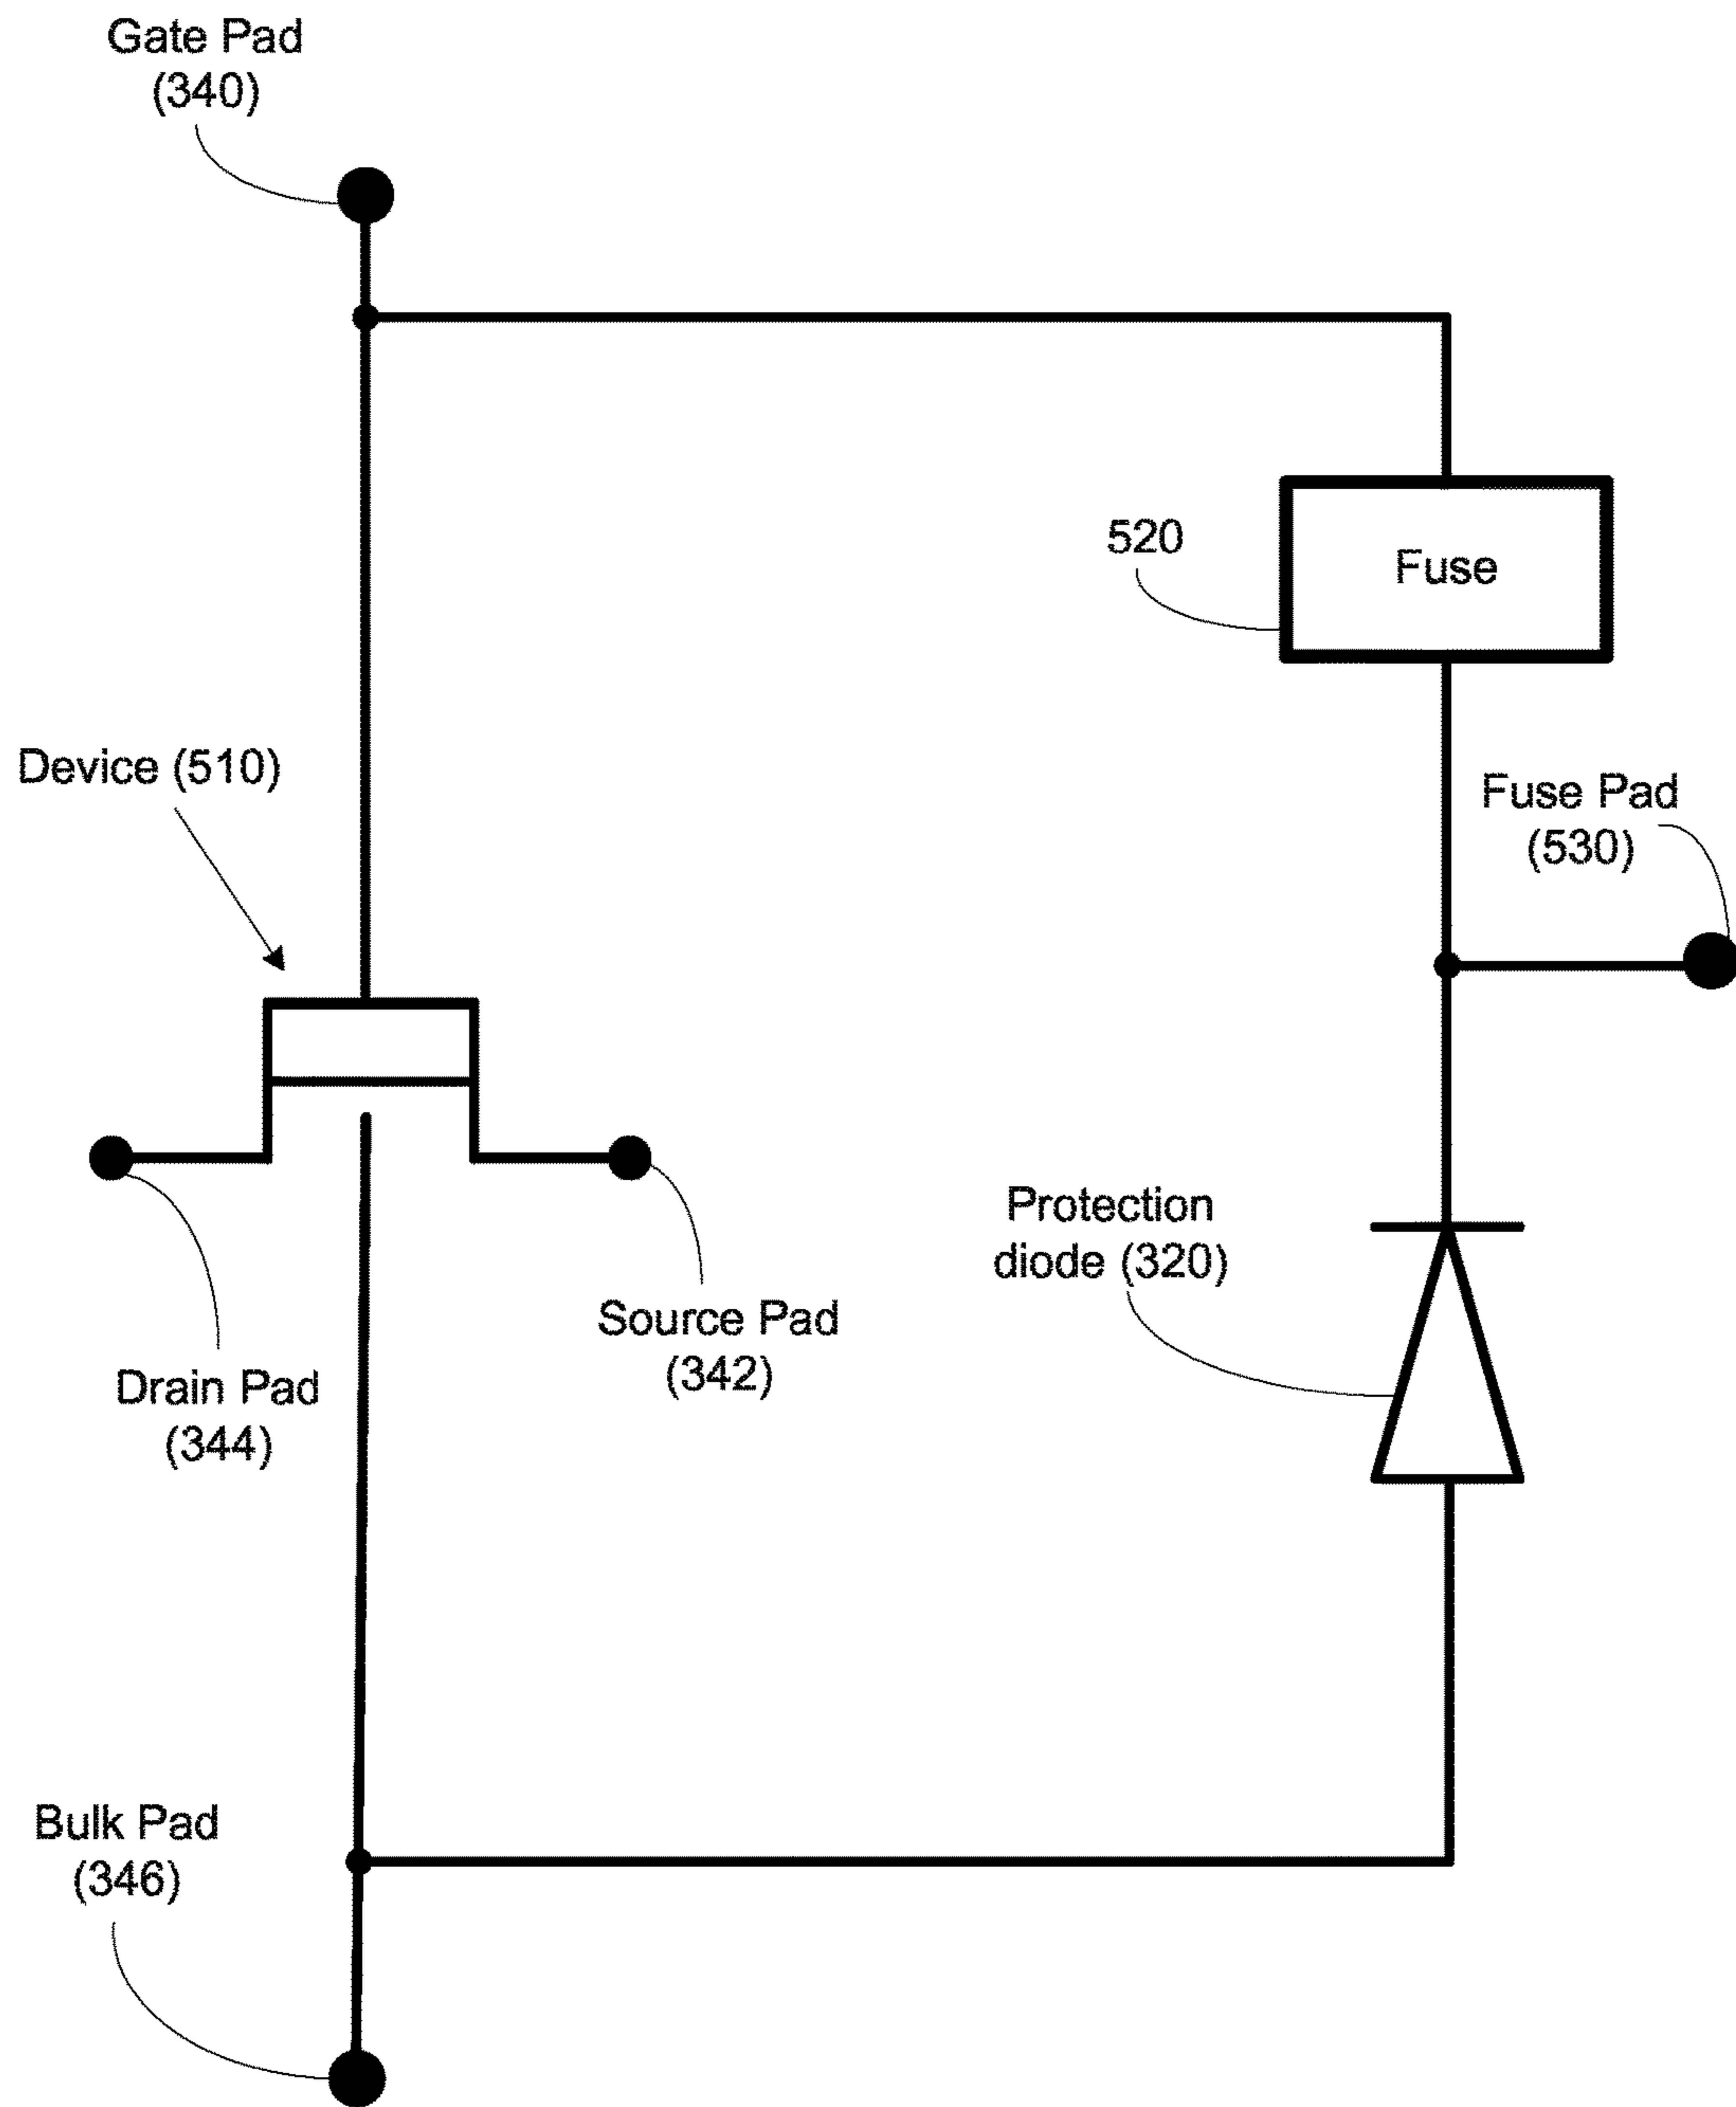 Gate Pad
(340)
520
Fuse
Device (510)
Fuse Pad
(530)
Protection
diode (320)
Source Pad
(342)
Drain Pad
(344)
Bulk Pad
(346)